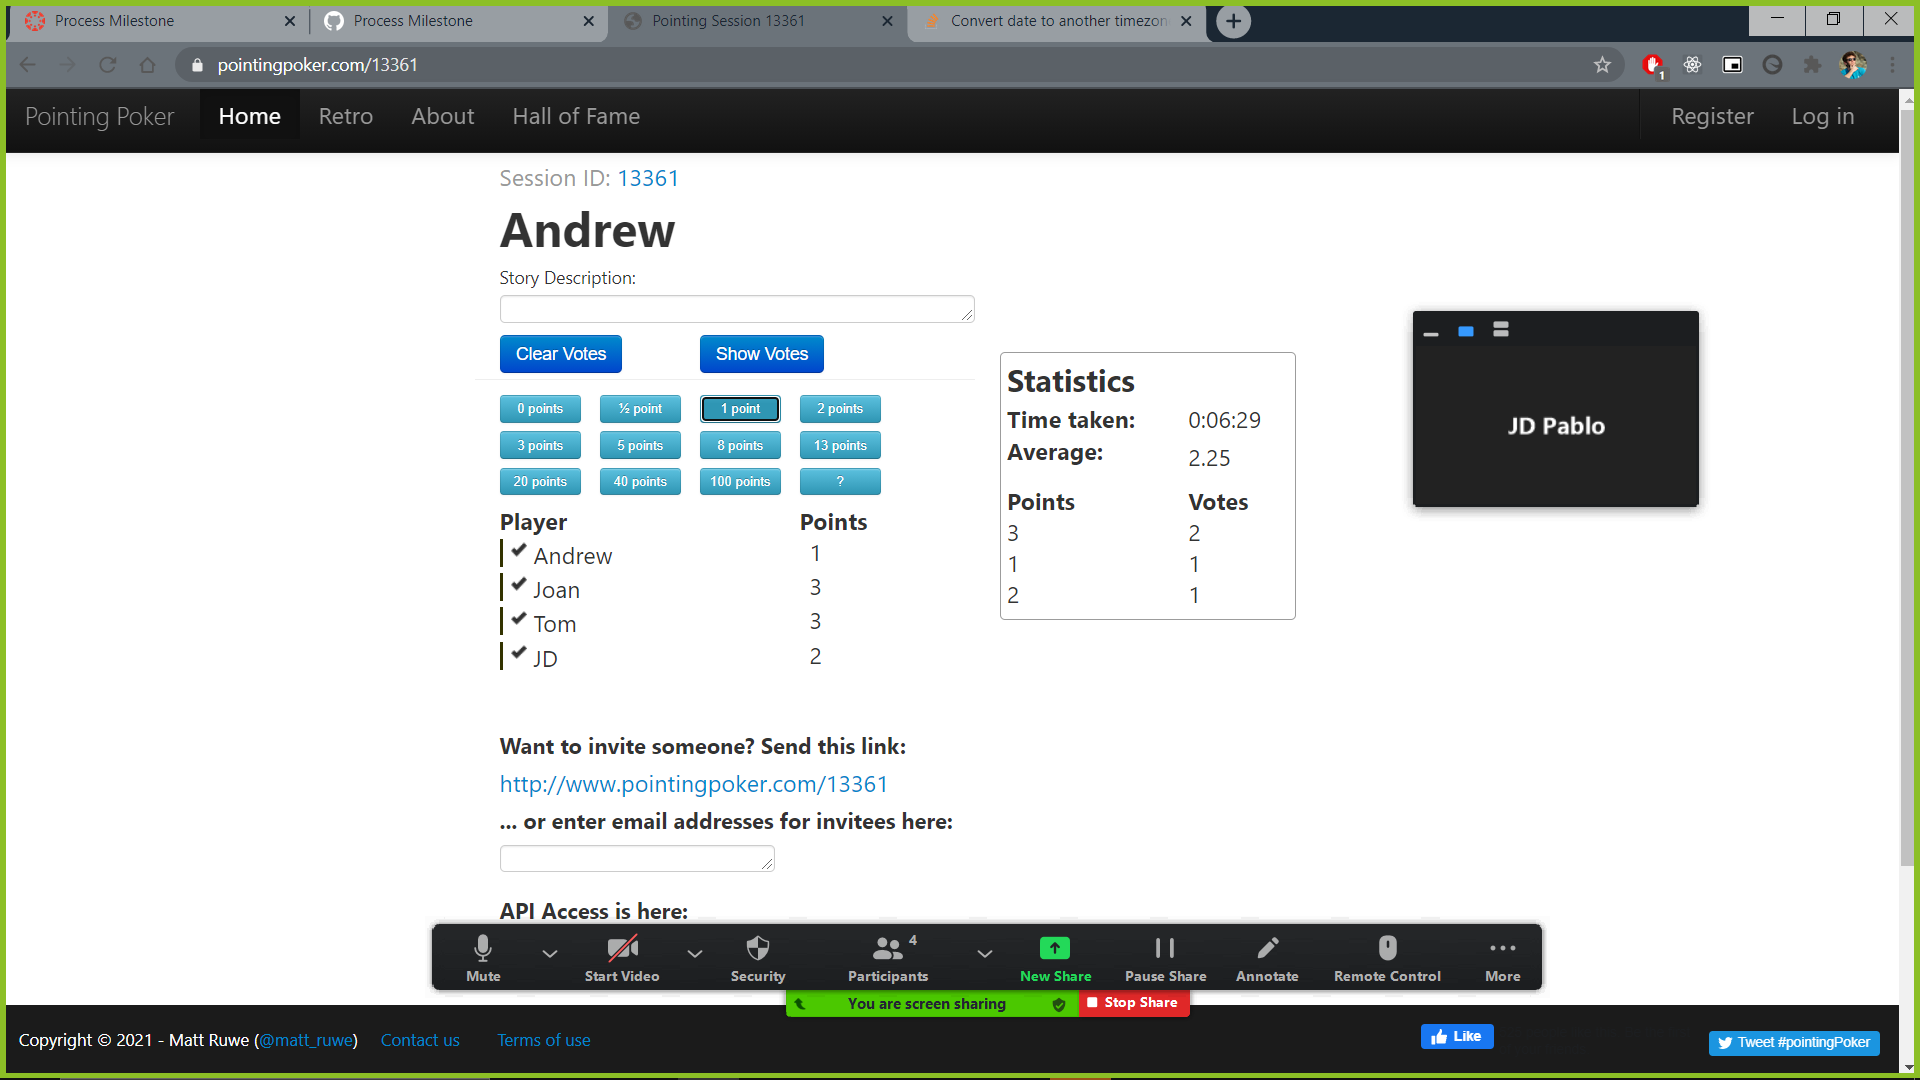 Process Milestone
Process Milestone
Pointing Session 13361
Convert date to another timezon
pointingpoker.com/13361
1
Pointing Poker
Home
Retro
About
Hall of Fame
Register
Log in
Session ID: 13361
Andrew
Story Description:
Clear Votes
Show Votes
0 points
½ point
1 point
2 points
3 points
5 points
8 points
13 points
20 points
40 points
100 points
?
Player Points
Andrew 1
Joan 3
Tom 3
JD 2
Statistics
Time taken: 0:06:29
Average: 2.25
Points Votes
3 2
1 1
2 1
JD Pablo
Want to invite someone? Send this link:
http://www.pointingpoker.com/13361
... or enter email addresses for invitees here:
API Access is here:
Mute
Start Video
Security
4
Participants
New Share
Pause Share
Annotate
Remote Control
More
You are screen sharing
Stop Share
Copyright © 2021 - Matt Ruwe (@matt_ruwe)
Contact us
Terms of use
Like
Tweet #pointingPoker